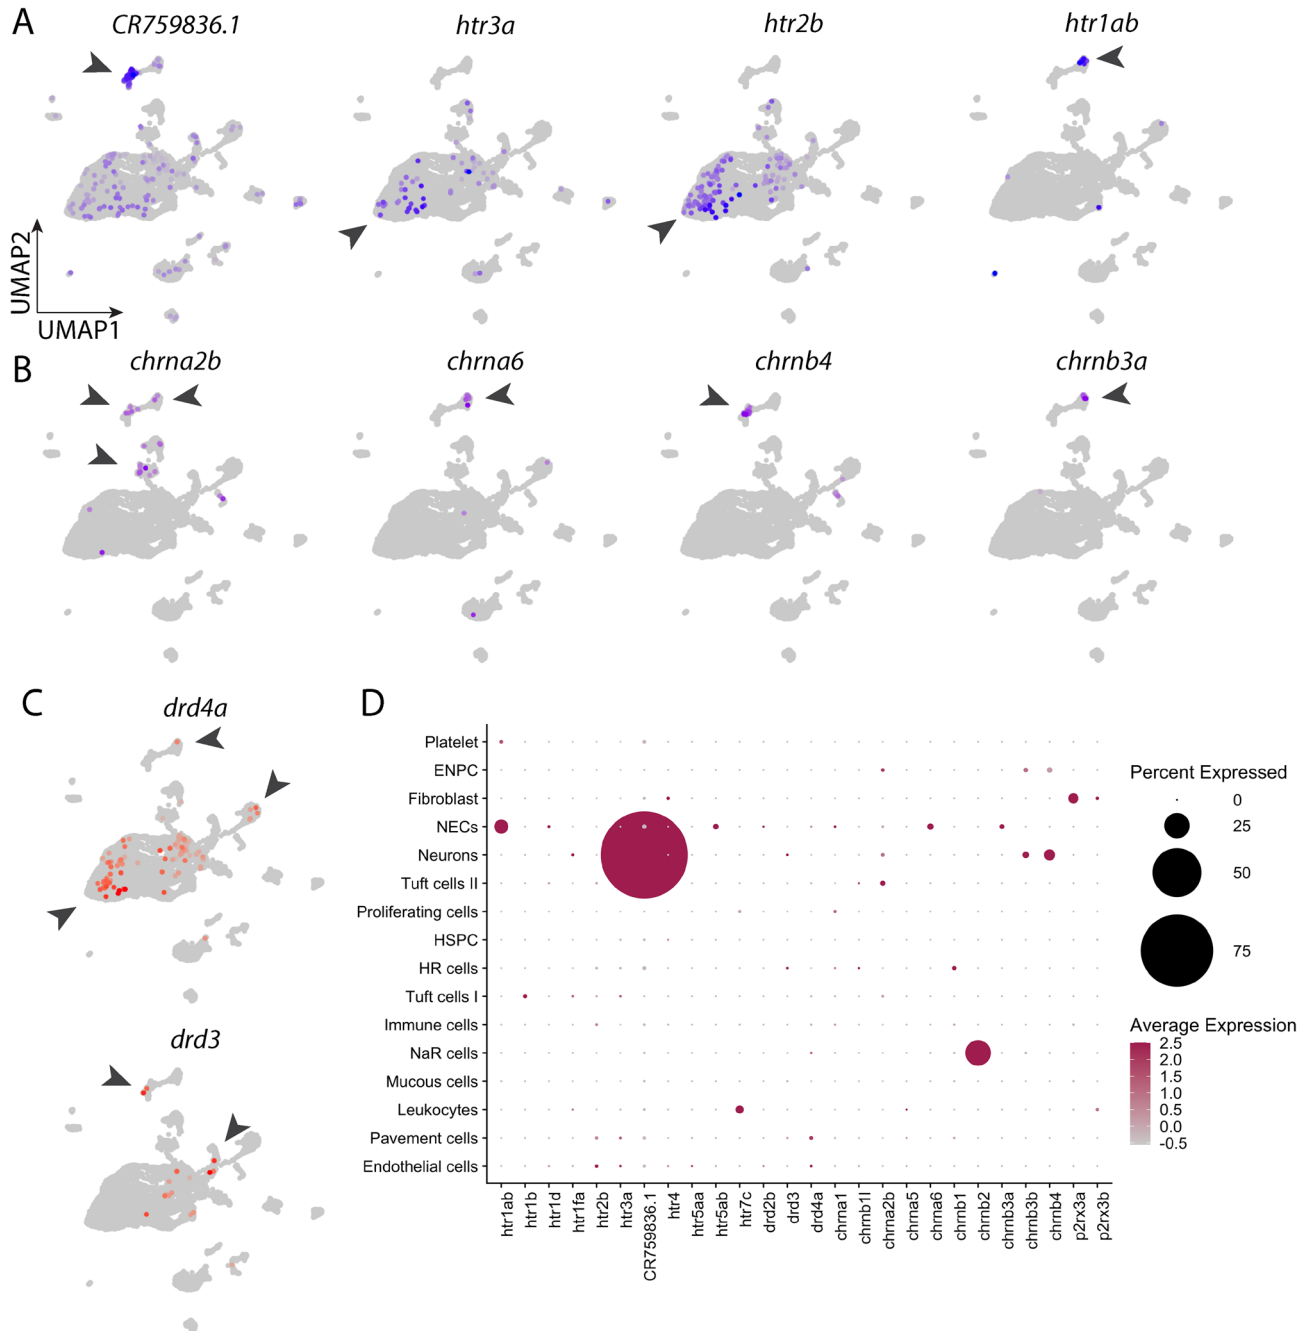 A
CR759836.1
htr3a
htr2b
htr1ab
UMAP2
UMAP1
B
chrna2b
chrna6
chrnb4
chrnb3a
C
drd4a
drd3
D
Platelet
ENPC
Fibroblast
NECs
Neurons
Tuft cells II
Proliferating cells
HSPC
HR cells
Tuft cells I
Immune cells
NaR cells
Mucous cells
Leukocytes
Pavement cells
Endothelial cells
htr1ab
htr1b
htr1d
htr1fa
htr2b
htr3a
CR759836.1
htr4
htr5aa
htr5ab
htr7c
drd2b
drd3
drd4a
chrna1
chrnb1l
chrna2b
chrna5
chrna6
chrnb1
chrnb2
chrnb3a
chrnb3b
chrnb4
p2rx3a
p2rx3b
Percent Expressed
0
25
50
75
Average Expression
2.5
2.0
1.5
1.0
0.5
0.0
-0.5